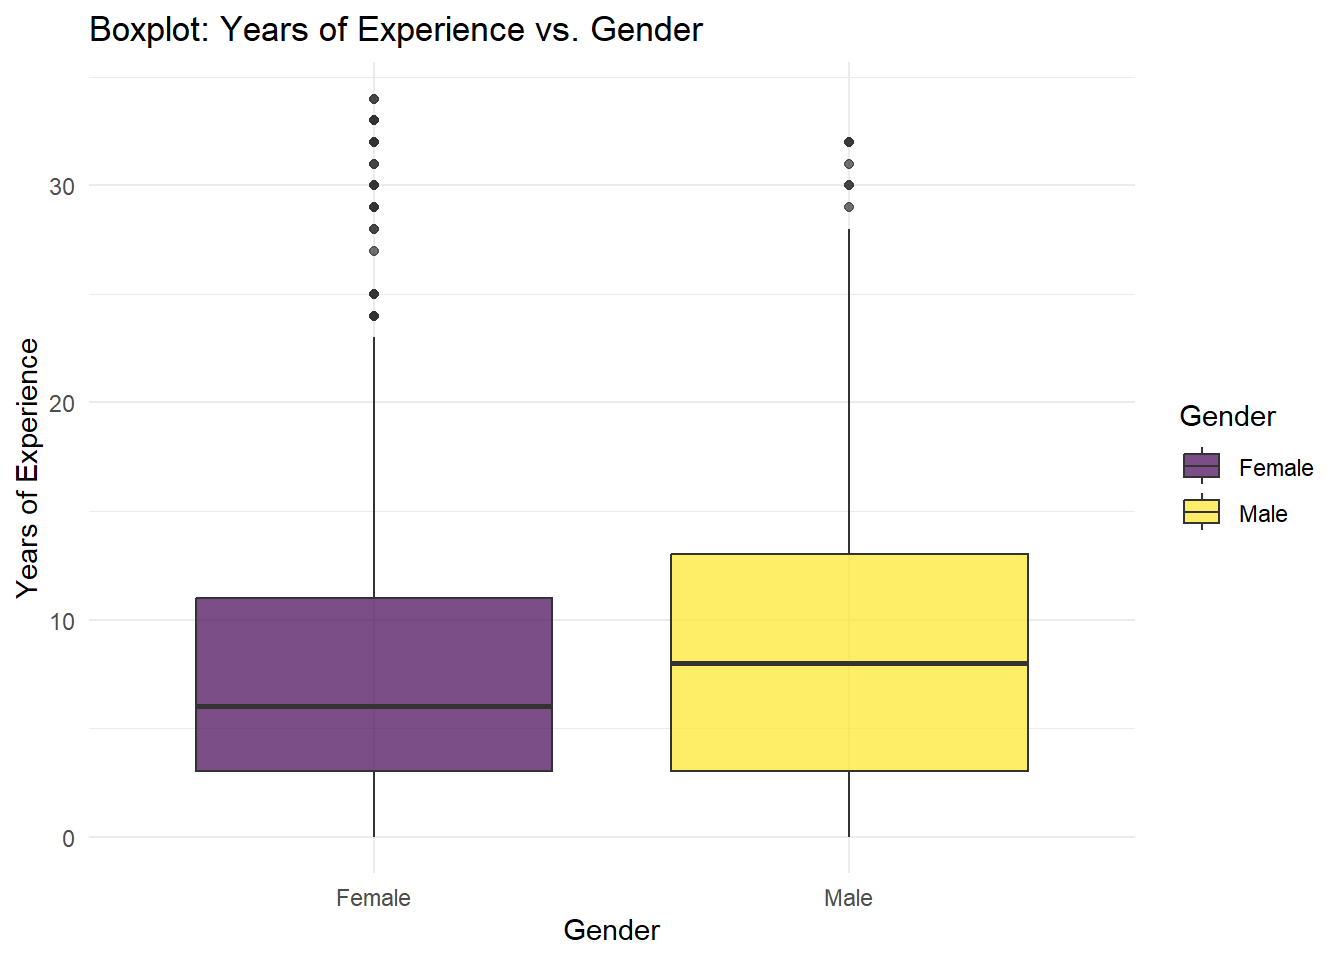 Boxplot: Years of Experience vs. Gender
Years of Experience
30
20
10
0
Female
Male
Gender
Gender
Female
Male